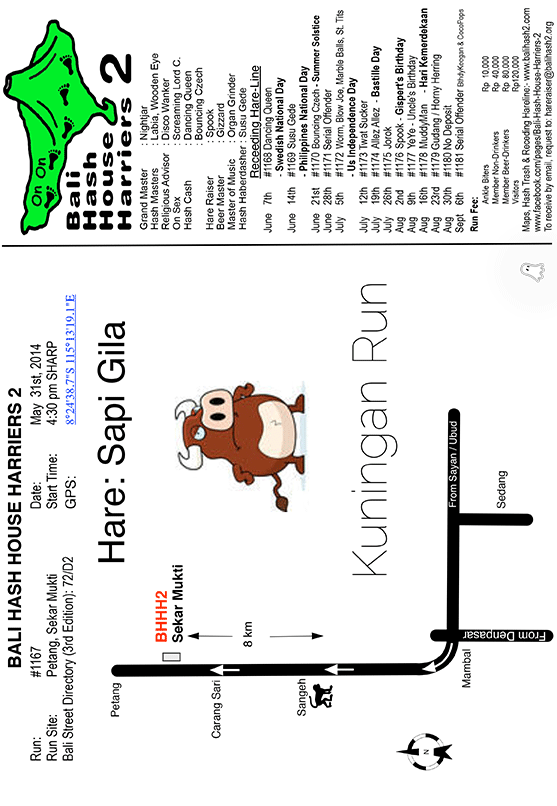 BALI HASH HOUSE HARRIERS 2
Run: #1167
Run Site: Petang, Sekar Mukti
Bali Street Directory (3rd Edition): 72/D2
Date: May 31st, 2014
Start Time: 4:30 pm SHARP
GPS: 8°24'38.7"S 115°13'19.1"E
Hare: Sapi Gila
Petang
BHHH2
Sekar Mukti
Carang Sari
8 km
Sangeh
Kuningan Run
Mambal
From Denpasar
From Sayan / Ubud
Sedang
N
On On
Bali
Hash
House
Harriers 2
Grand Master : Nightjar
Hash Masters : Labia, Wooden Eye
Religious Advisor : Disco Wanker
On Sex : Screaming Lord C.
Hash Cash : Dancing Queen
: Bouncing Czech
Hare Raiser : Spook
Beer Master : Gizzard
Master of Music : Organ Grinder
Hash Haberdasher : Susu Gede
Receeding Hare-Line
June 7th #1168 Dancing Queen
- Swedish National Day
June 14th #1169 Susu Gede
- Philippines National Day
June 21st #1170 Bouncing Czech - Summer Solstice
June 28th #1171 Serial Offender
July 5th #1172 Worm, Blow Joe, Marble Balls, St. Tits
- Us Independence Day
July 12th #1173 Twat Sucker
July 19th #1174 Allez Allez - Bastille Day
July 26th #1175 Jorok
Aug 2nd #1176 Spook - Gispert's Birthday
Aug 9th #1177 YeYe - Uncle's Birthday
Aug 16th #1178 MuddyMan - Hari Kemerdekaan
Aug 23rd #1179 Gudang / Horny Herring
Aug 30th #1180 No Deposit
Sept 6th #1181 Serial Offender BirdyKoogan & CocoPops
Run Fee:
Ankle Biters Rp 10,000
Member Non-Drinkers Rp 40,000
Member Beer-Drinkers Rp 80,000
Visitors Rp120,000
Maps, Hash Trash & Rooding Hareline:- www.balihash2.com
www.facebook.com/pages/Bali-Hash-House-Harriers-2
To receive by email, request to: hareraiser@balihash2.org